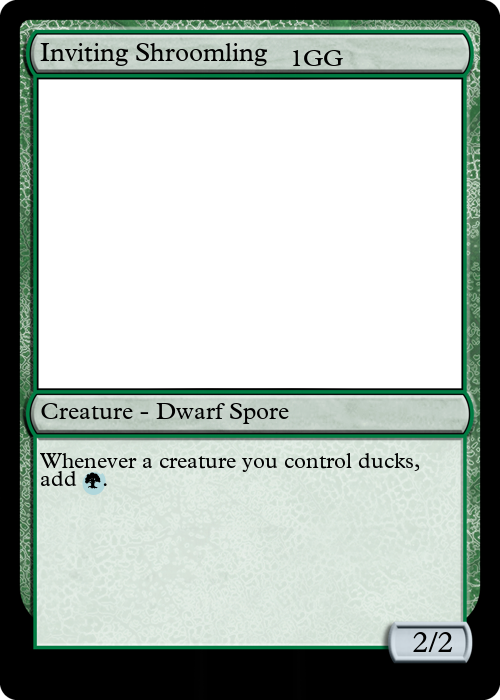 Inviting Shroomling 1GG
Creature - Dwarf Spore
Whenever a creature you control ducks,
add .
2/2